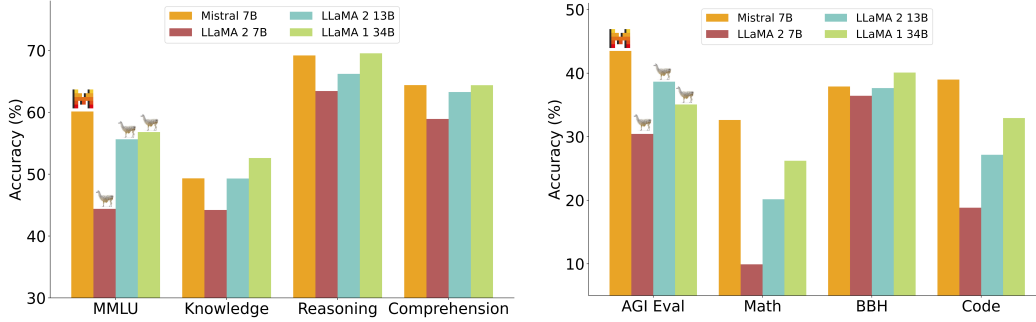 Mistral 7B
LLaMA 2 7B
LLaMA 2 13B
LLaMA 1 34B
Accuracy (%)
70
60
50
40
30
MMLU Knowledge Reasoning Comprehension
Mistral 7B
LLaMA 2 7B
LLaMA 2 13B
LLaMA 1 34B
Accuracy (%)
50
40
30
20
10
AGI Eval Math BBH Code